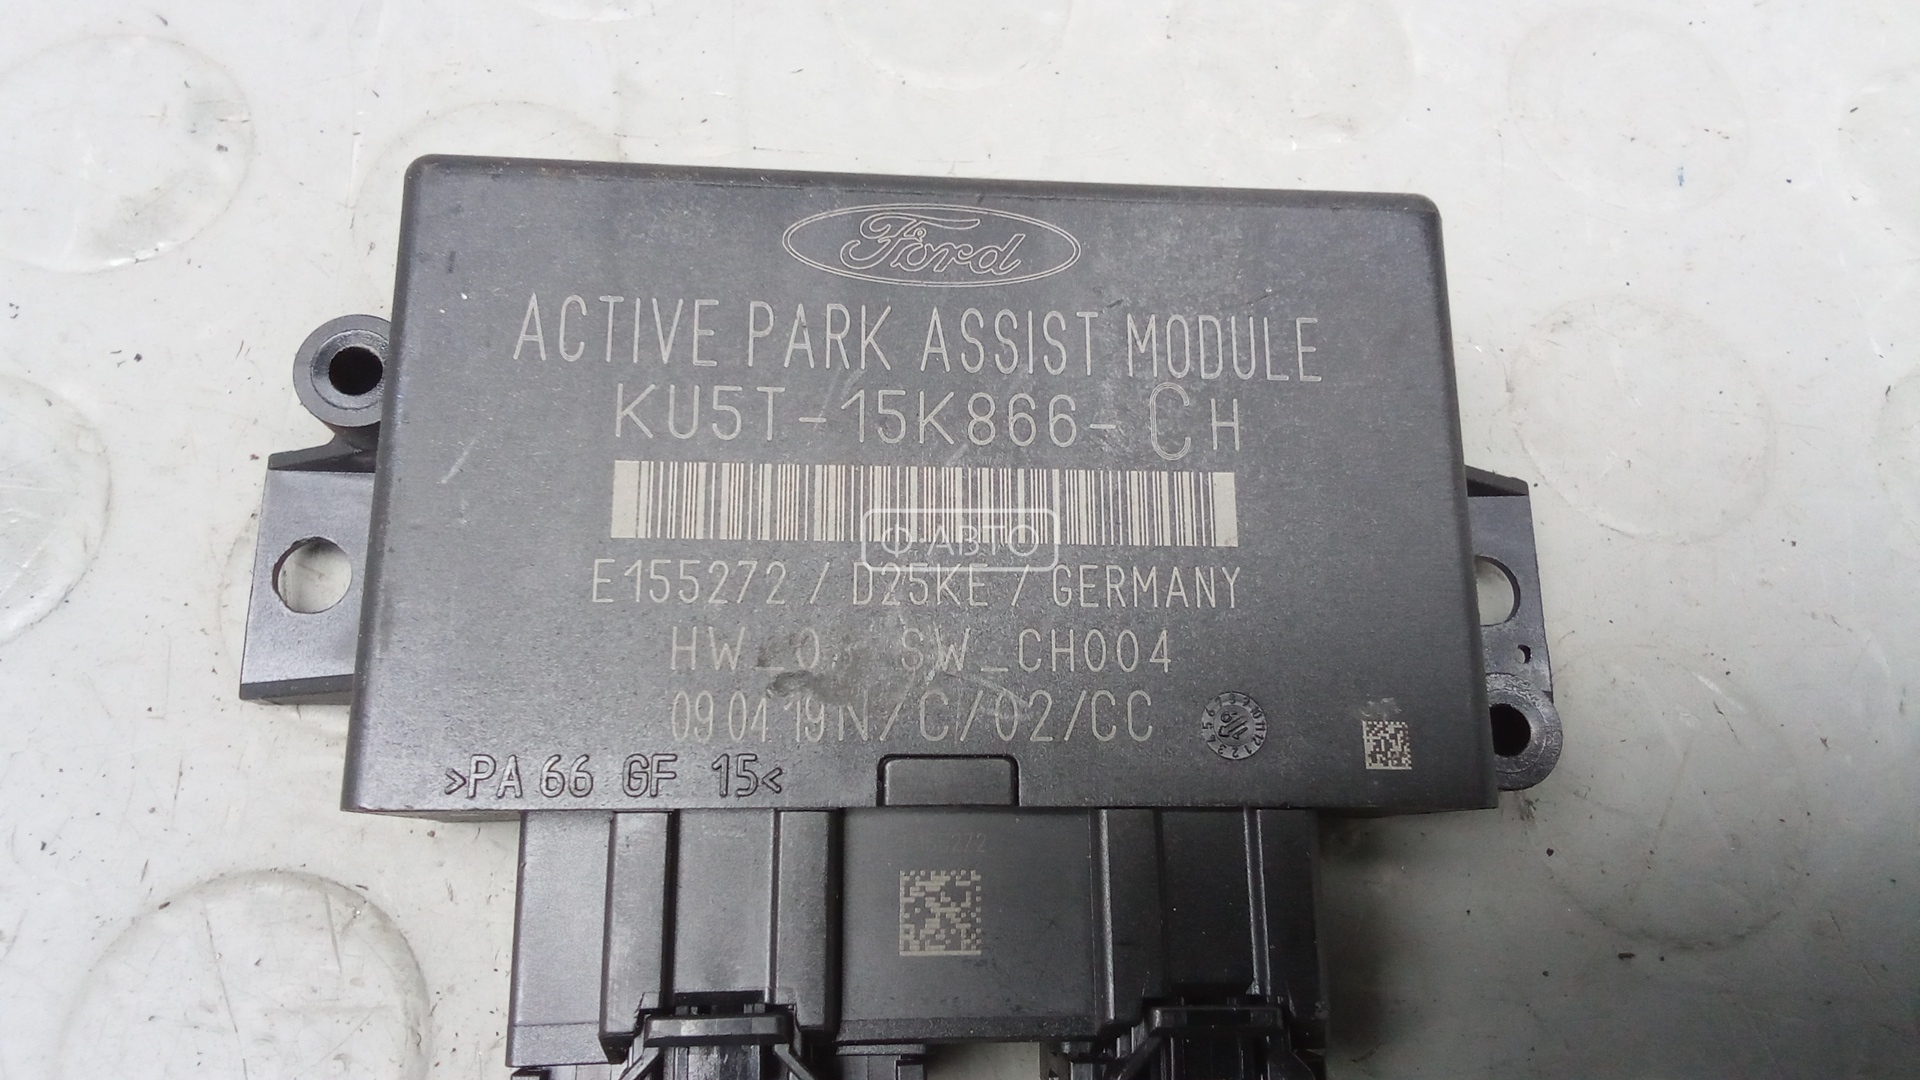 Ford
ACTIVE PARK ASSIST MODULE
KU5T-15K866-CH
Ф-АВТО
E155272 / D25KE / GERMANY
HW_0 SW_CH004
09 04 19 N/C/02/CC
>PA 66 GF 15<